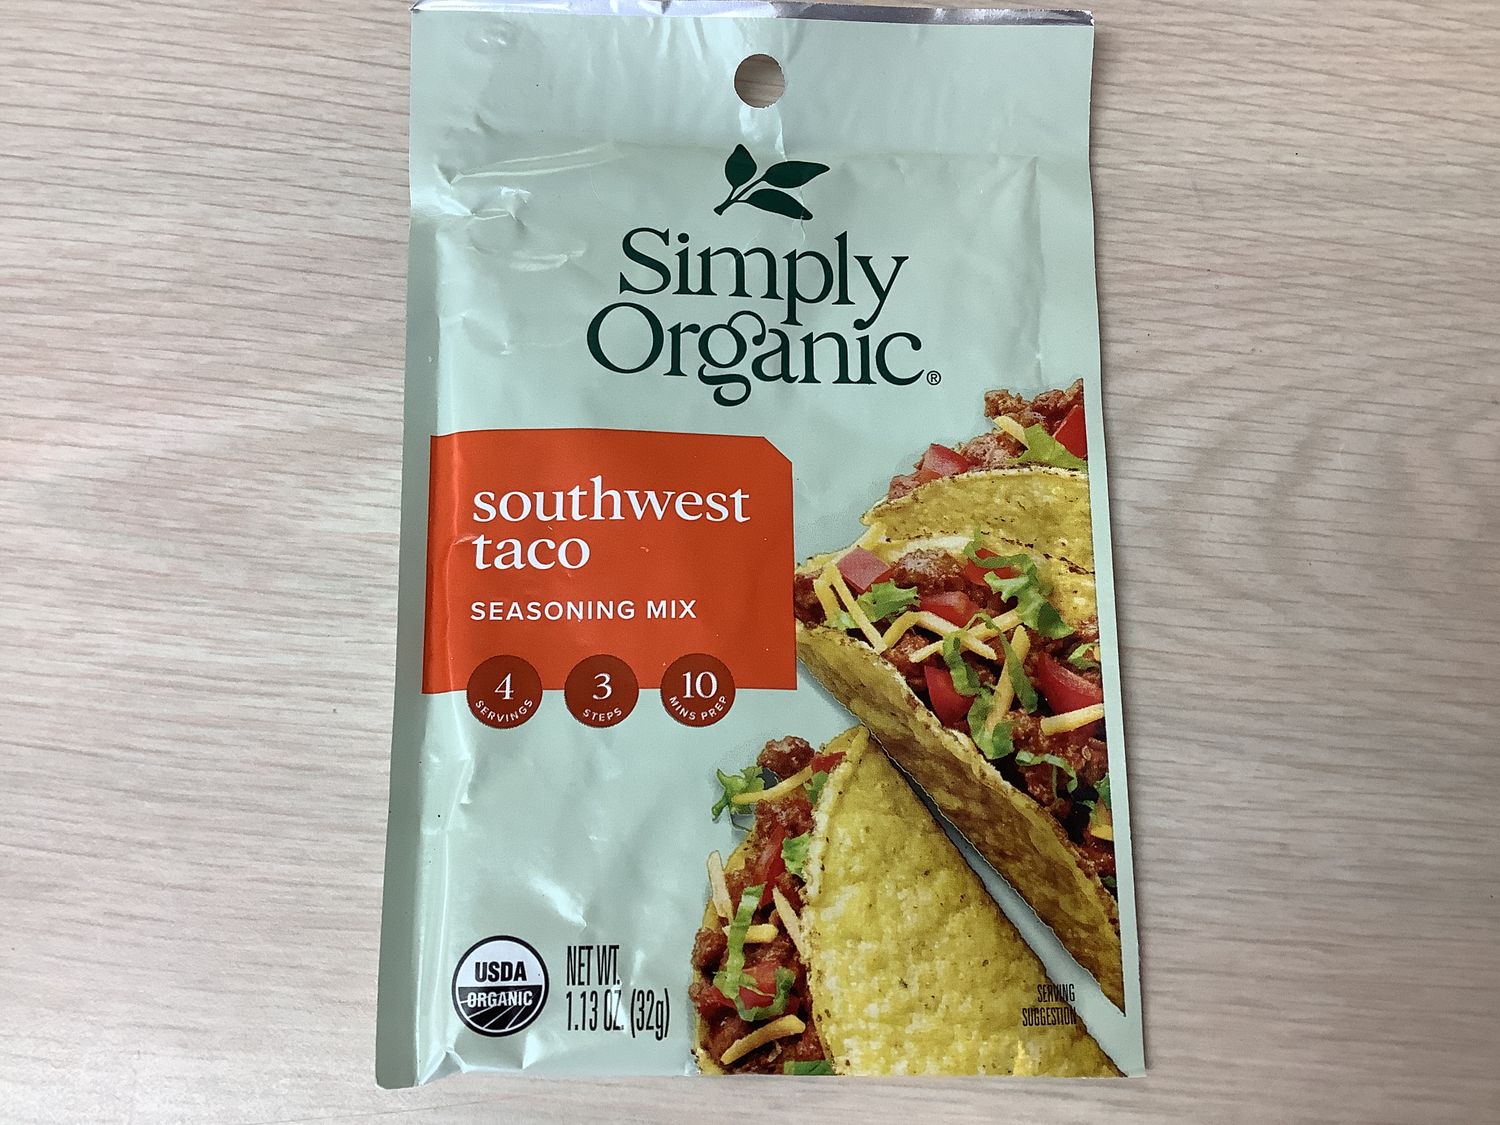 Simply
Organic®
southwest
taco
SEASONING MIX
4
SERVINGS
3
STEPS
10
MINS PREP
USDA
ORGANIC
NET WT.
1.13 OZ. (32g)
SERVING
SUGGESTION